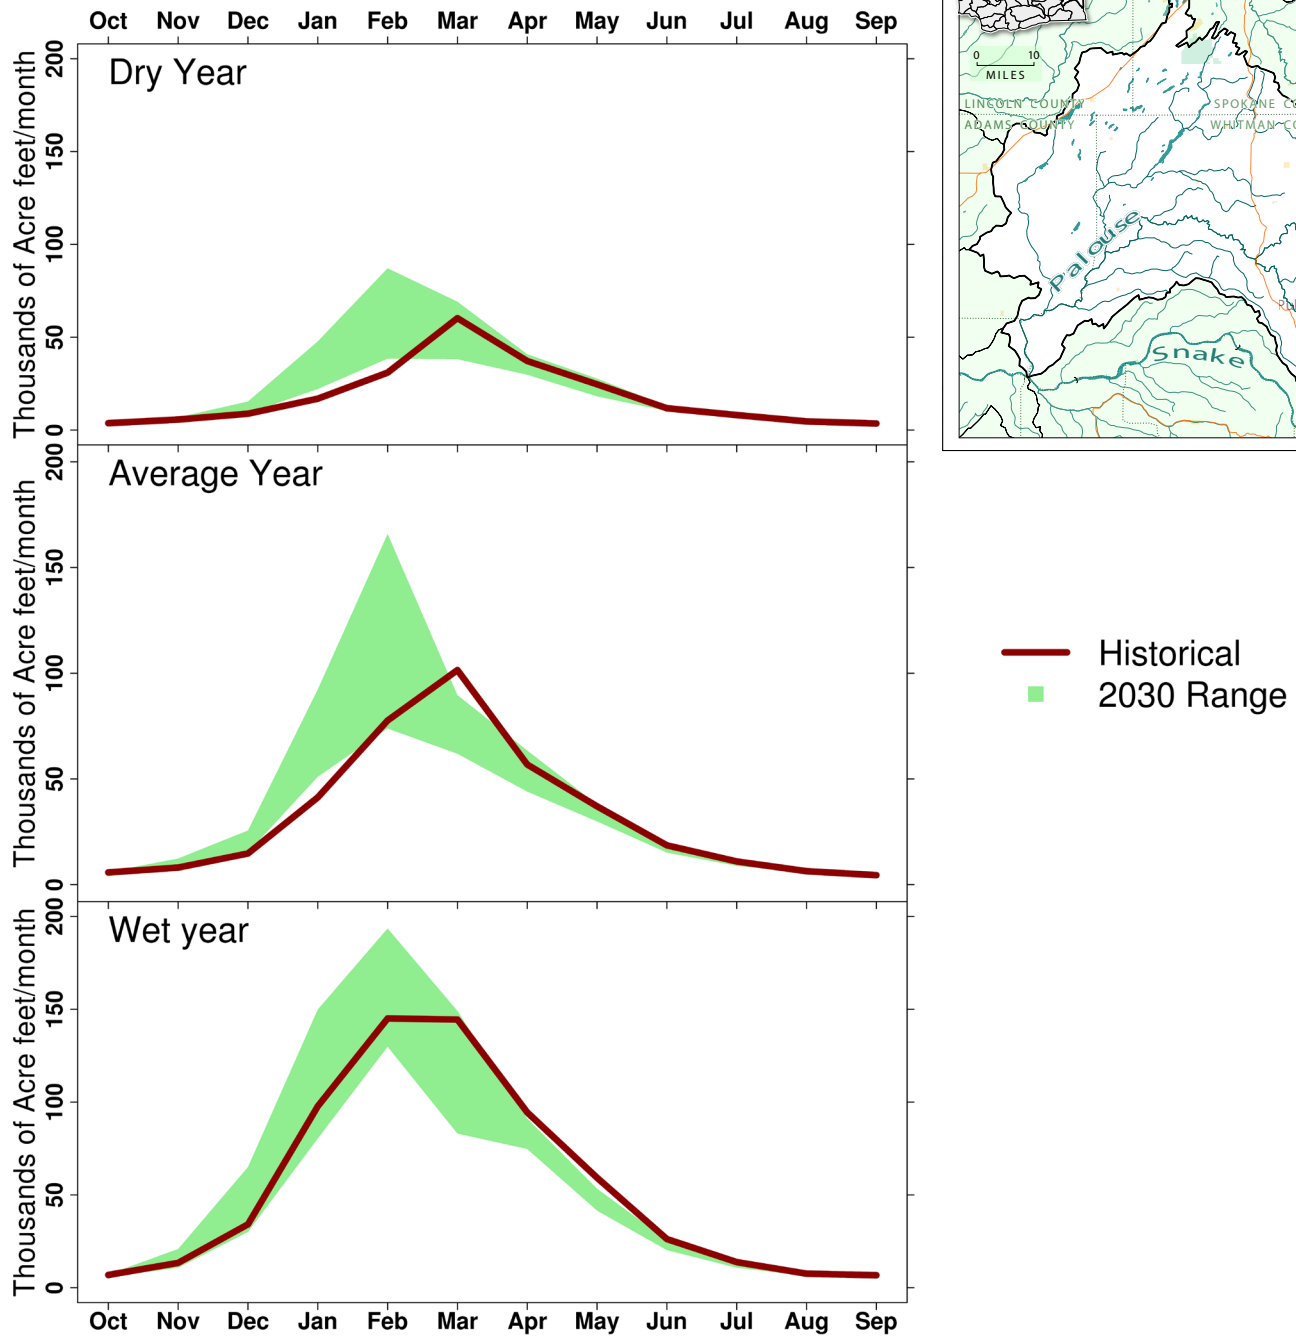 Oct Nov Dec Jan Feb Mar Apr May Jun Jul Aug Sep
Dry Year
Thousands of Acre feet/month
200
150
100
50
0
Average Year
Thousands of Acre feet/month
200
150
100
50
0
Wet year
Thousands of Acre feet/month
200
150
100
50
0
Oct Nov Dec Jan Feb Mar Apr May Jun Jul Aug Sep
0 10
MILES
LINCOLN COUNTY
ADAMS COUNTY
SPOKANE CO
WHITMAN CO
Palouse
Snake
Historical
2030 Range